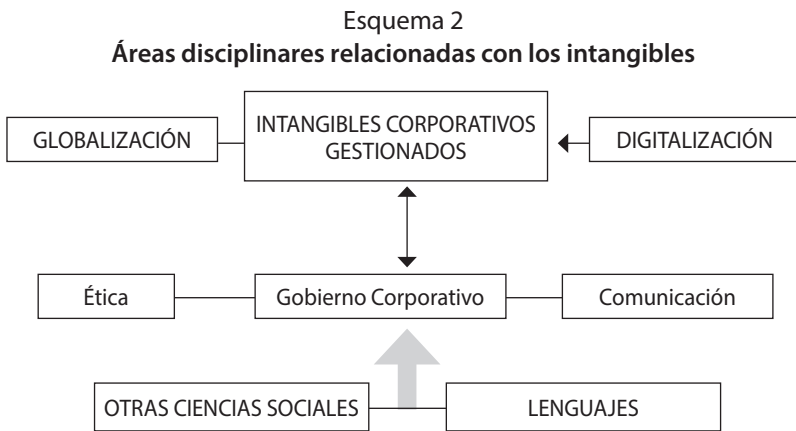 Esquema 2
Áreas disciplinares relacionadas con los intangibles
GLOBALIZACIÓN
INTANGIBLES CORPORATIVOS
GESTIONADOS
DIGITALIZACIÓN
Ética
Gobierno Corporativo
Comunicación
OTRAS CIENCIAS SOCIALES
LENGUAJES